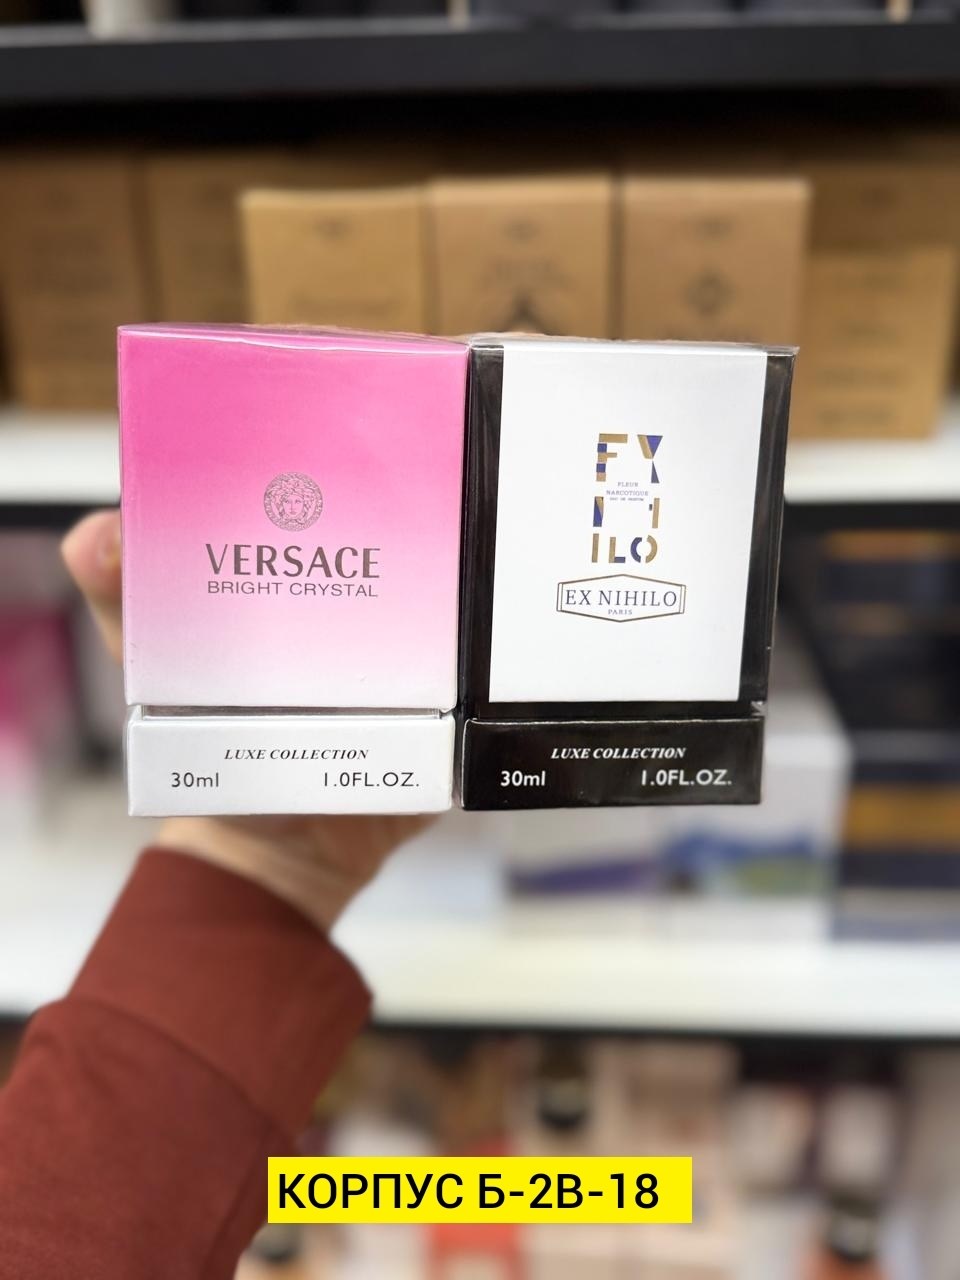 VERSACE
BRIGHT CRYSTAL
LUXE COLLECTION
30ml 1.0FL.OZ.
FLEUR
NARCOTIQUE
EAU DE PARFUM
ILO
EX NIHILO
PARIS
LUXE COLLECTION
30ml 1.0FL.OZ.
КОРПУС Б-2В-18